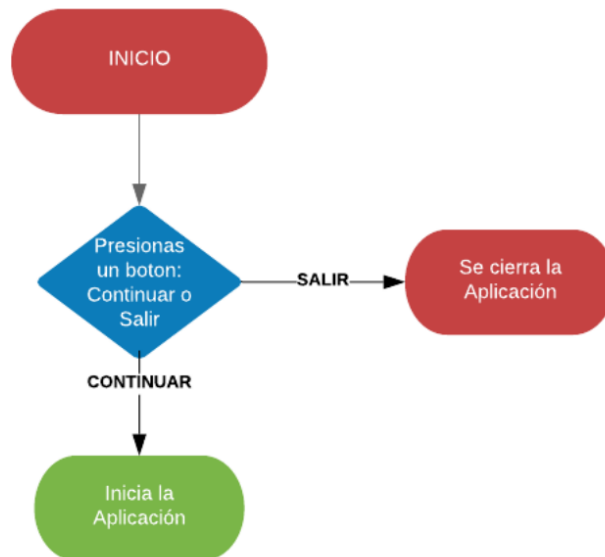 INICIO
Presionas
un boton:
Continuar o
Salir
SALIR
Se cierra la
Aplicación
CONTINUAR
Inicia la
Aplicación